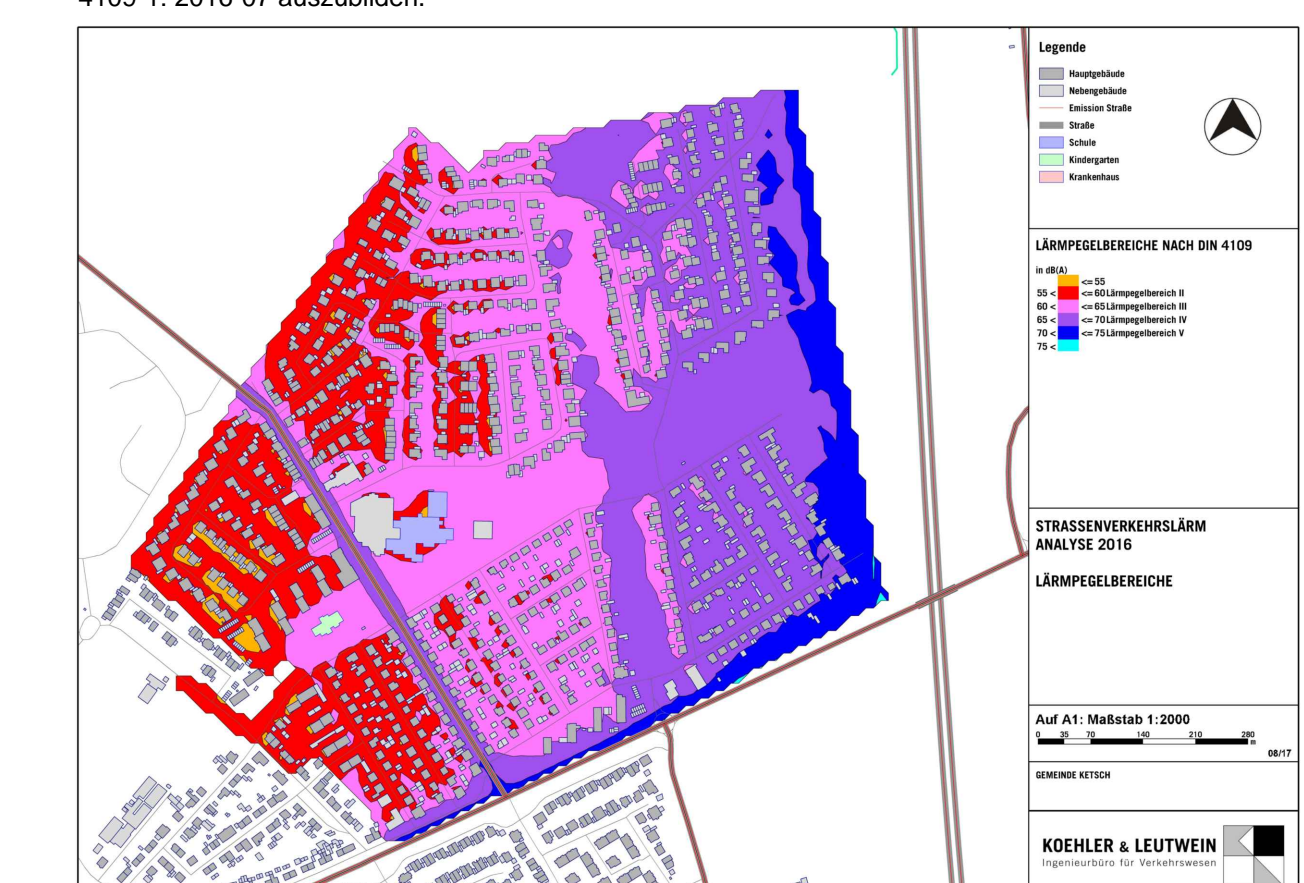 4109-1: 2016-07 auszubilden.
Legende
Hauptgebäude
Nebengebäude
Emission Straße
Straße
Schule
Kindergarten
Krankenhaus
LÄRMPEGELBEREICHE NACH DIN 4109
in dB(A)
<= 55
55 < <= 60 Lärmpegelbereich II
60 < <= 65 Lärmpegelbereich III
65 < <= 70 Lärmpegelbereich IV
70 < <= 75 Lärmpegelbereich V
75 <
STRASSENVERKEHRSLÄRM
ANALYSE 2016
LÄRMPEGELBEREICHE
Auf A1: Maßstab 1:2000
0 35 70 140 210 280
m
08/17
GEMEINDE KETSCH
KOEHLER & LEUTWEIN
Ingenieurbüro für Verkehrswesen